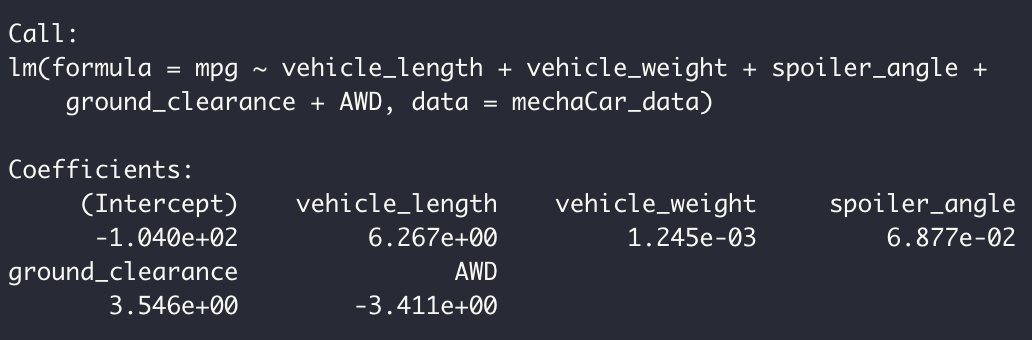 Call:
lm(formula = mpg ~ vehicle_length + vehicle_weight + spoiler_angle +
    ground_clearance + AWD, data = mechaCar_data)

Coefficients:
     (Intercept)    vehicle_length    vehicle_weight     spoiler_angle
      -1.040e+02         6.267e+00         1.245e-03         6.877e-02
ground_clearance               AWD
       3.546e+00        -3.411e+00